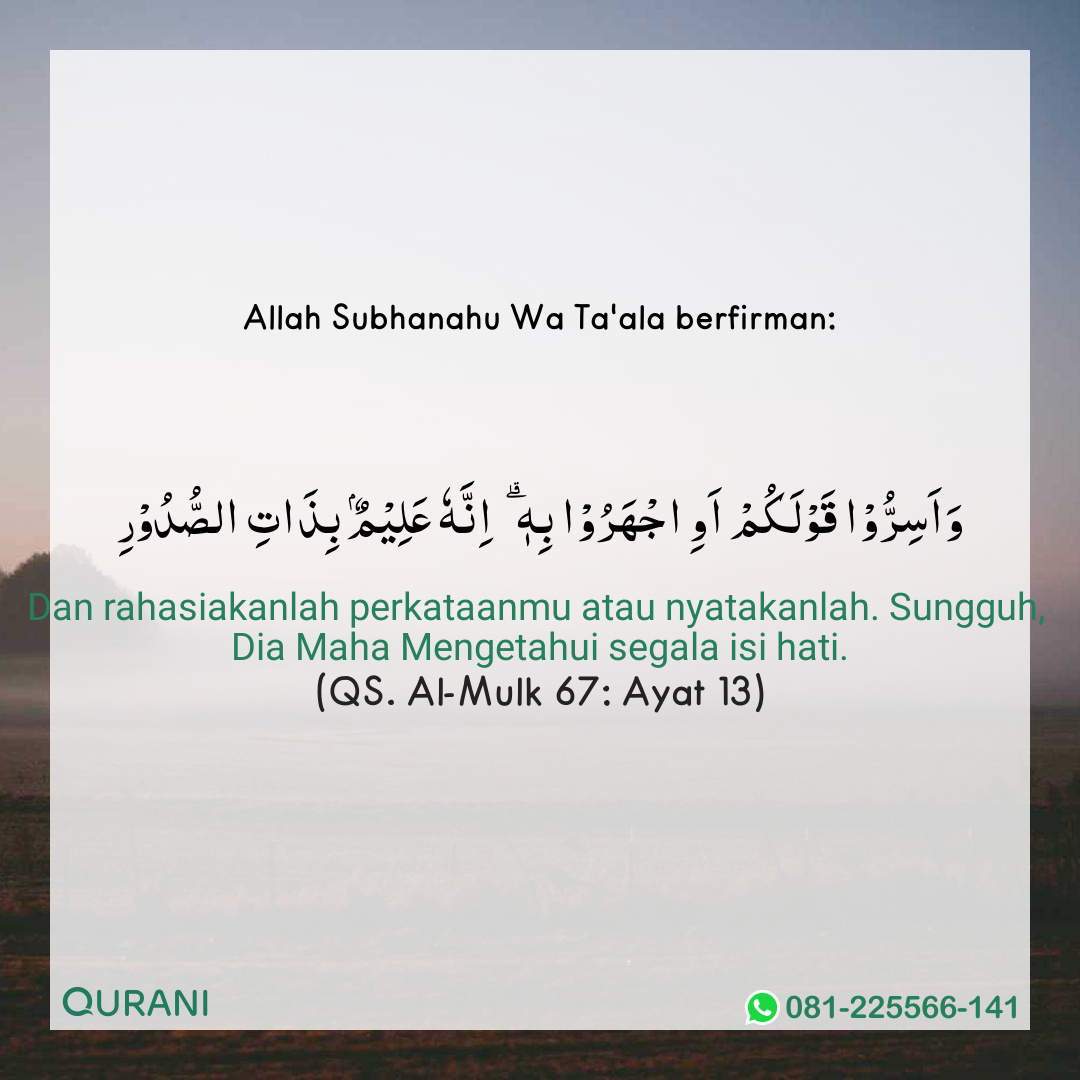 Allah Subhanahu Wa Ta'ala berfirman:
وَاَسِرُّوْا قَوْلَكُمْ اَوِ اجْهَرُوْا بِهٖۗ اِنَّهٗ عَلِيْمٌۢ بِذَاتِ الصُّدُوْرِ
Dan rahasiakanlah perkataanmu atau nyatakanlah. Sungguh,
Dia Maha Mengetahui segala isi hati.
(QS. Al-Mulk 67: Ayat 13)
QURANI
081-225566-141